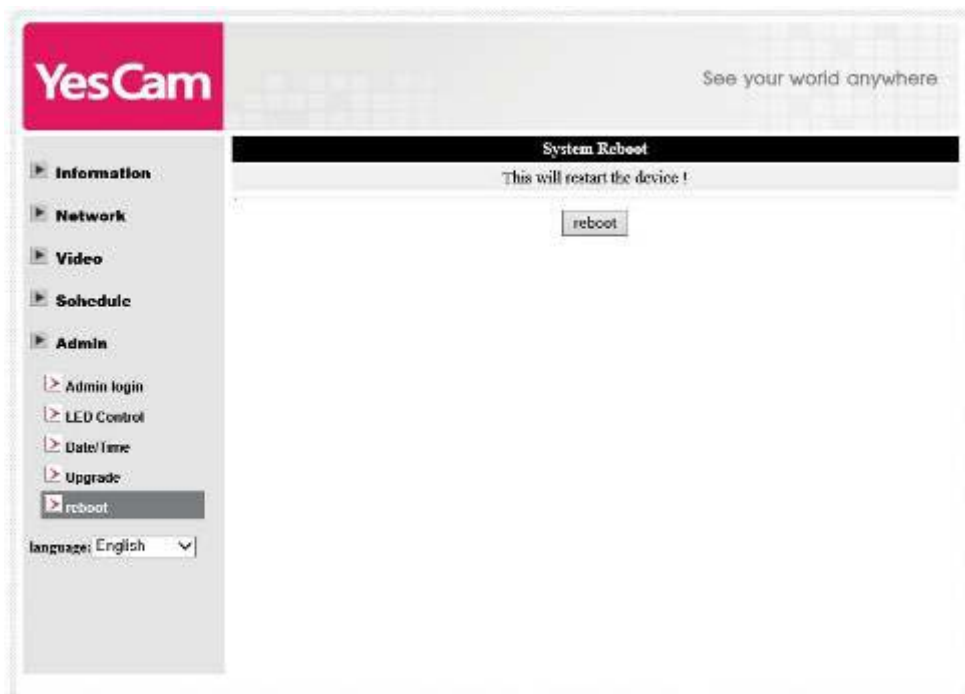 YesCam
See your world anywhere
System Reboot
This will restart the device !
reboot
Information
Network
Video
Schedule
Admin
Admin login
LED Control
Date/Time
Upgrade
reboot
language: English